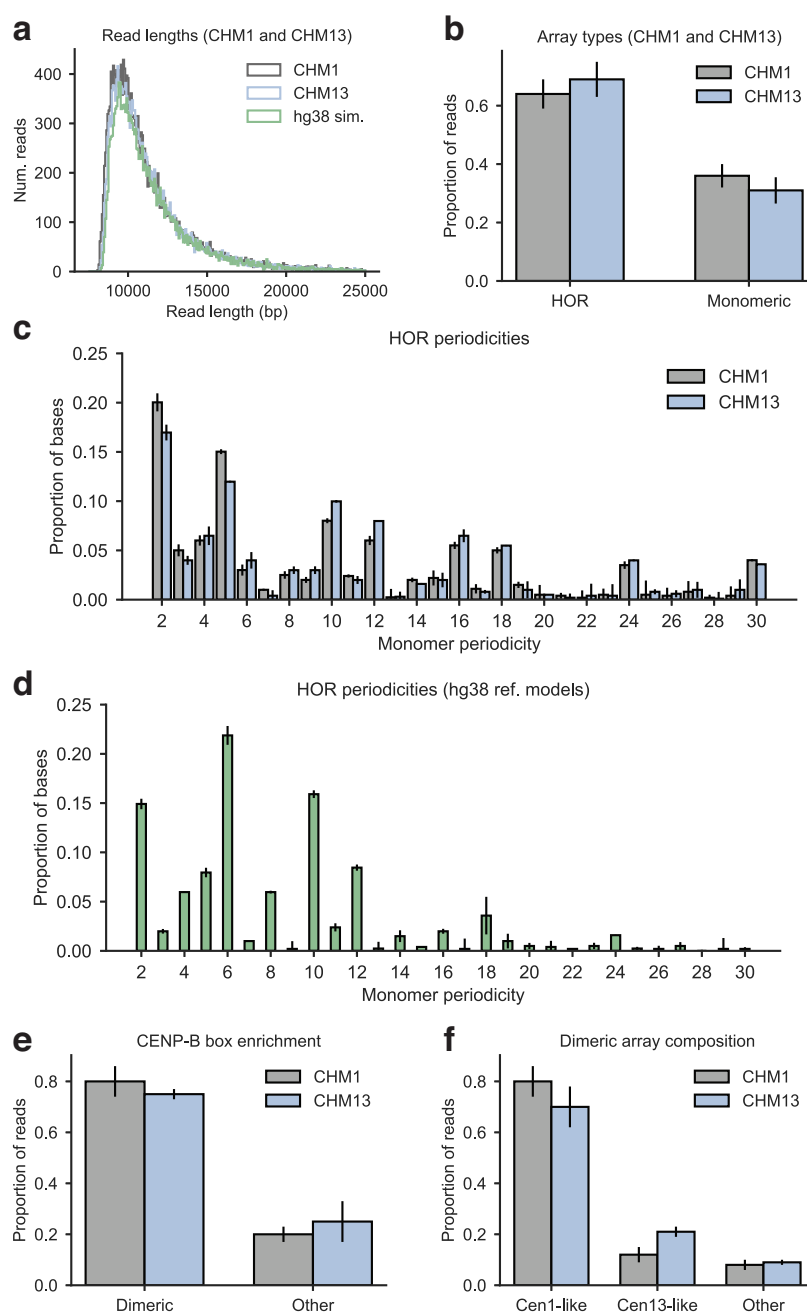 a
Read lengths (CHM1 and CHM13)
CHM1
CHM13
hg38 sim.
Num. reads
400
300
200
100
0
10000 15000 20000 25000
Read length (bp)
b
Array types (CHM1 and CHM13)
CHM1
CHM13
Proportion of reads
0.6
0.4
0.2
0.0
HOR Monomeric
c
HOR periodicities
CHM1
CHM13
Proportion of bases
0.25
0.20
0.15
0.10
0.05
0.00
2 4 6 8 10 12 14 16 18 20 22 24 26 28 30
Monomer periodicity
d
HOR periodicities (hg38 ref. models)
Proportion of bases
0.25
0.20
0.15
0.10
0.05
0.00
2 4 6 8 10 12 14 16 18 20 22 24 26 28 30
Monomer periodicity
e
CENP-B box enrichment
CHM1
CHM13
Proportion of reads
0.8
0.6
0.4
0.2
0.0
Dimeric Other
f
Dimeric array composition
CHM1
CHM13
Proportion of reads
0.8
0.6
0.4
0.2
0.0
Cen1-like Cen13-like Other